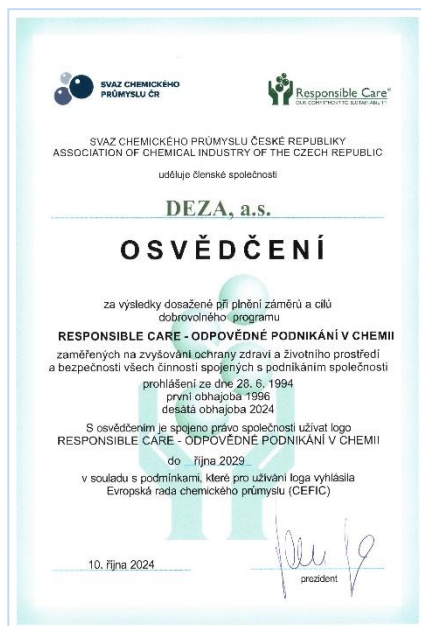 SVAZ CHEMICKÉHO
PRŮMYSLU ČR
Responsible Care®
OUR COMMITMENT TO SUSTAINABILITY
SVAZ CHEMICKÉHO PRŮMYSLU ČESKÉ REPUBLIKY
ASSOCIATION OF CHEMICAL INDUSTRY OF THE CZECH REPUBLIC
uděluje členské společnosti
DEZA, a.s.
OSVĚDČENÍ
za výsledky dosažené při plnění záměrů a cílů
dobrovolného programu
RESPONSIBLE CARE - ODPOVĚDNÉ PODNIKÁNÍ V CHEMII
zaměřených na zvyšování ochrany zdraví a životního prostředí
a bezpečnosti všech činností spojených s podnikáním společnosti
prohlášení ze dne 28. 6. 1994
první obhajoba 1996
desátá obhajoba 2024
S osvědčením je spojeno právo společnosti užívat logo
RESPONSIBLE CARE - ODPOVĚDNÉ PODNIKÁNÍ V CHEMII
do října 2029
v souladu s podmínkami, které pro užívání loga vyhlásila
Evropská rada chemického průmyslu (CEFIC)
10. října 2024
prezident